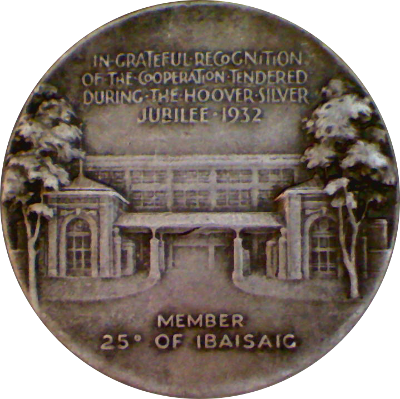 IN·GRATEFUL·RECOGNITION
OF·THE·COOPERATION·TENDERED
DURING·THE·HOOVER·SILVER
JUBILEE·1932
MEMBER
25° OF IBAISAIG